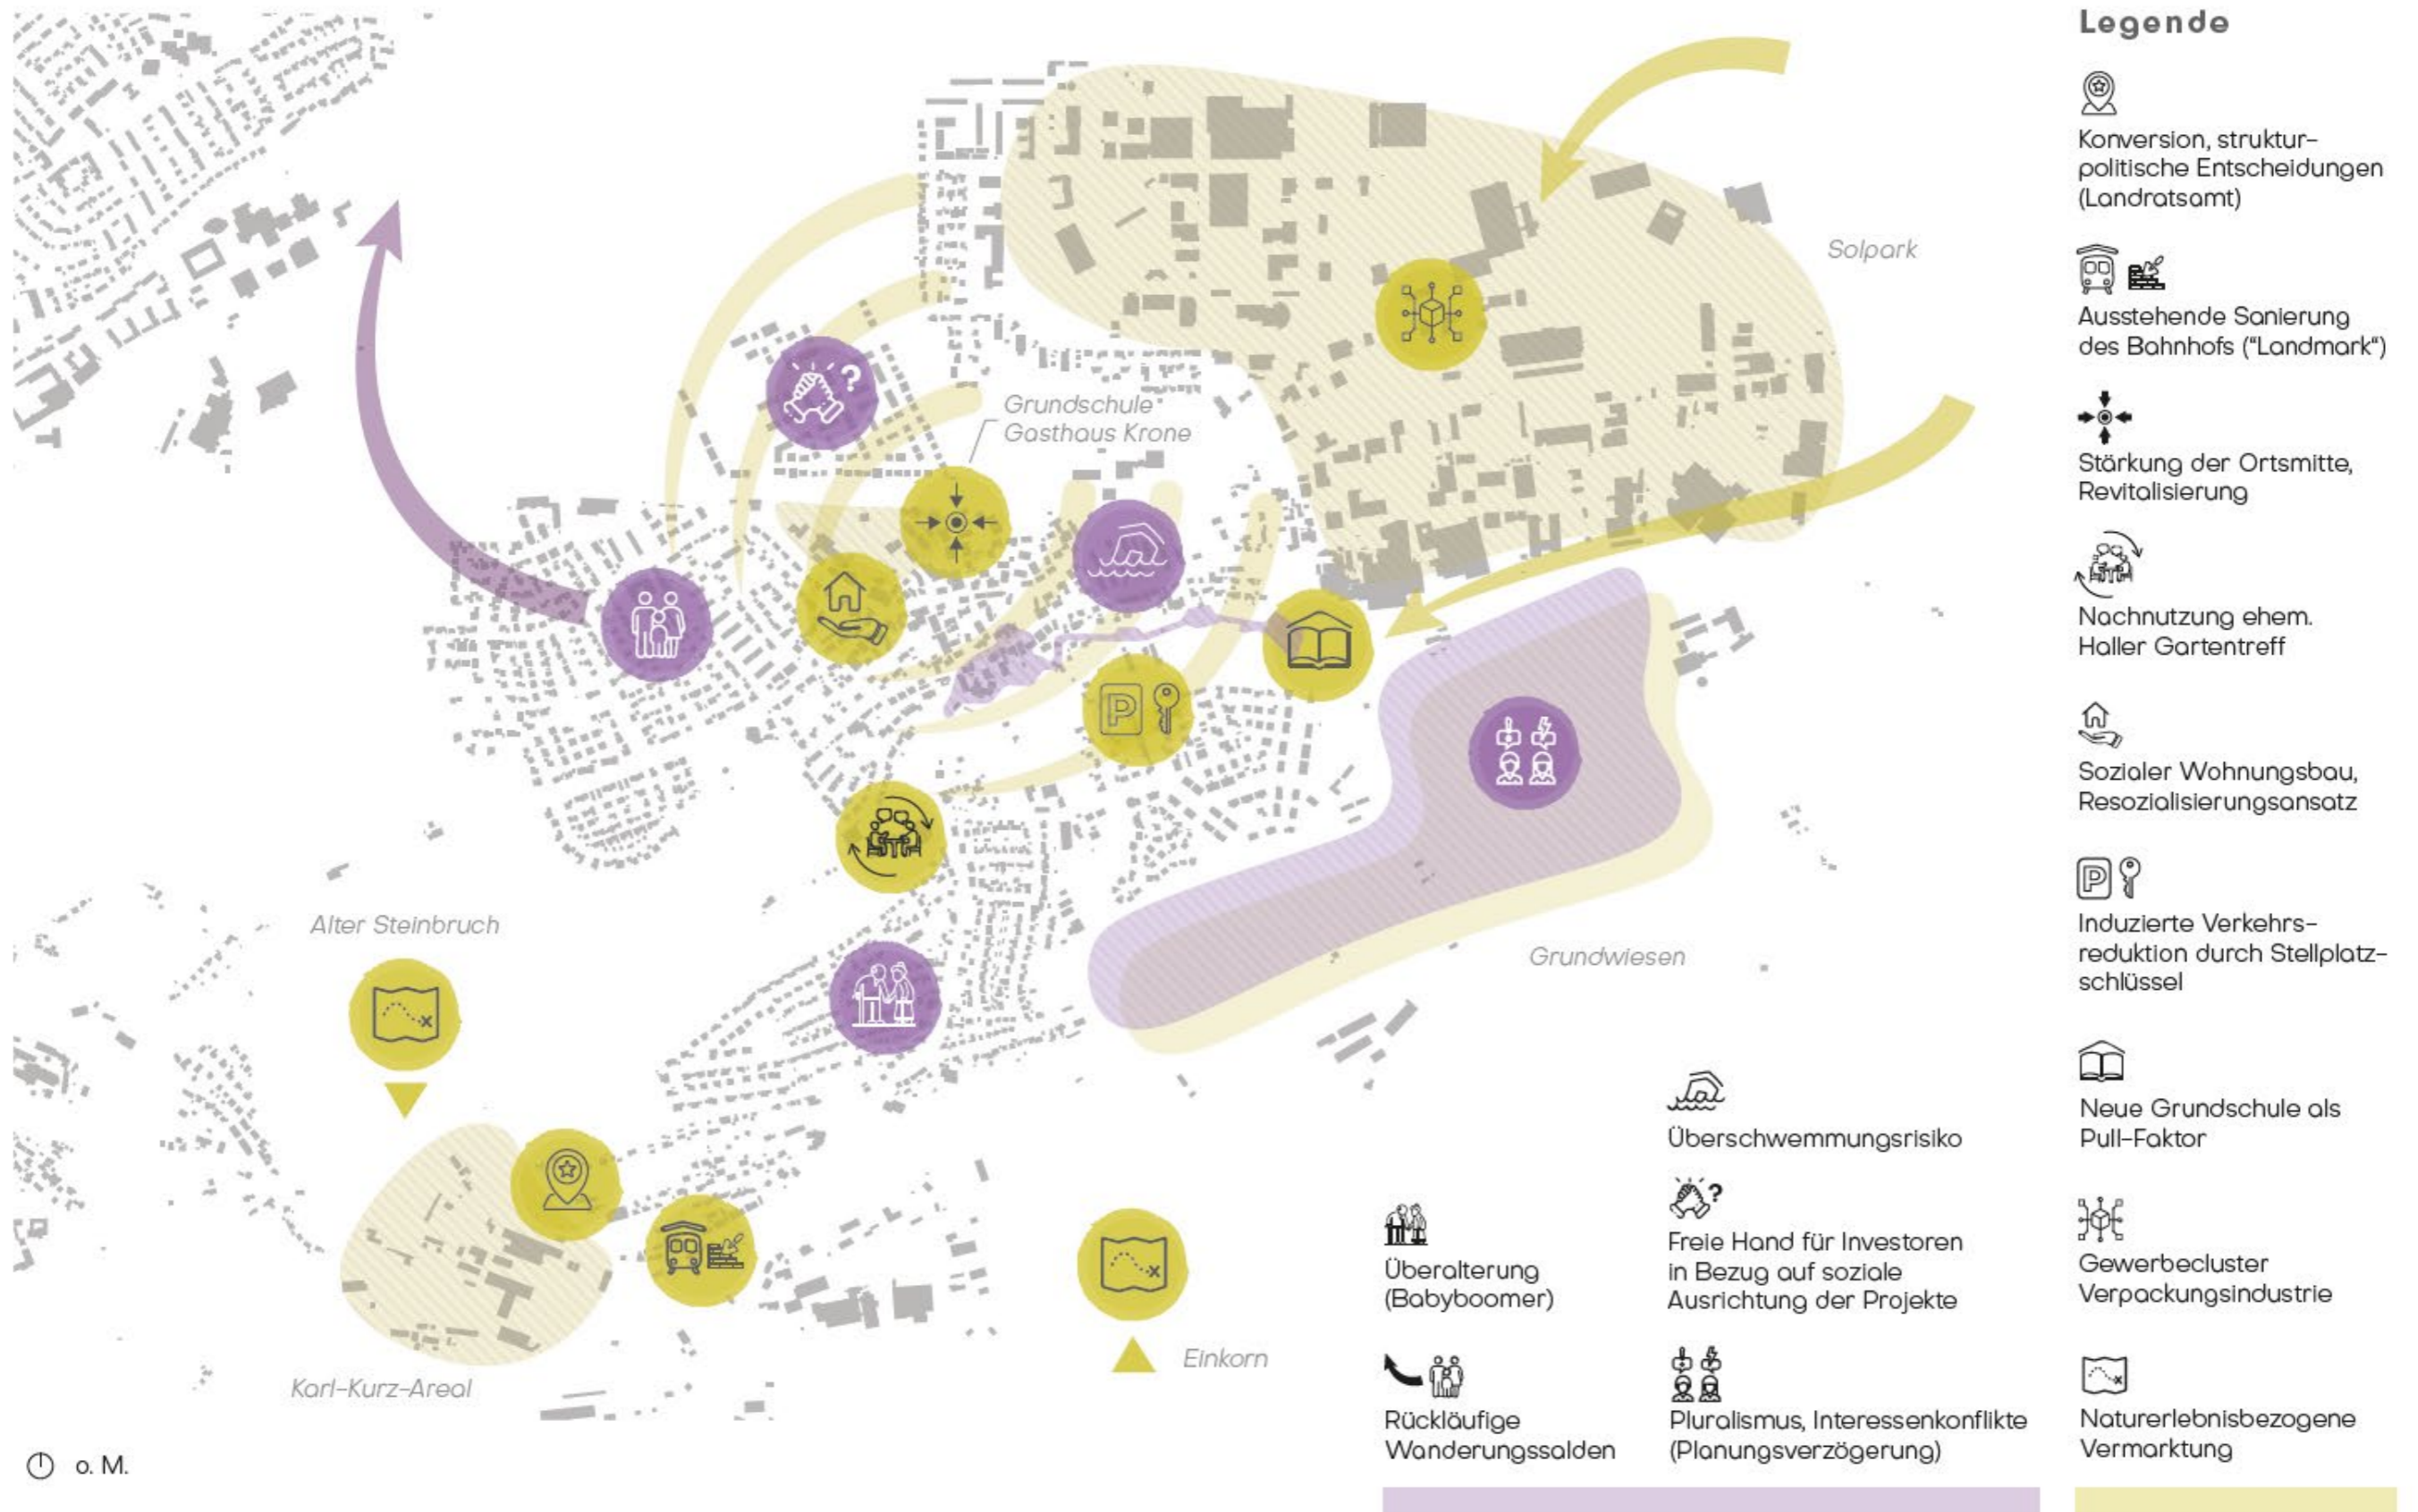 Legende
Konversion, struktur-
politische Entscheidungen
(Landratsamt)
Ausstehende Sanierung
des Bahnhofs ("Landmark")
Stärkung der Ortsmitte,
Revitalisierung
Nachnutzung ehem.
Haller Gartentreff
Sozialer Wohnungsbau,
Resozialisierungsansatz
P
Induzierte Verkehrs-
reduktion durch Stellplatz-
schlüssel
Neue Grundschule als
Pull-Faktor
Gewerbecluster
Verpackungsindustrie
Naturerlebnisbezogene
Vermarktung
Überschwemmungsrisiko
?
Freie Hand für Investoren
in Bezug auf soziale
Ausrichtung der Projekte
Pluralismus, Interessenkonflikte
(Planungsverzögerung)
Überalterung
(Babyboomer)
Rückläufige
Wanderungssalden
Solpark
?
Grundschule
Gasthaus Krone
P
Alter Steinbruch
Grundwiesen
Einkorn
Karl-Kurz-Areal
o. M.